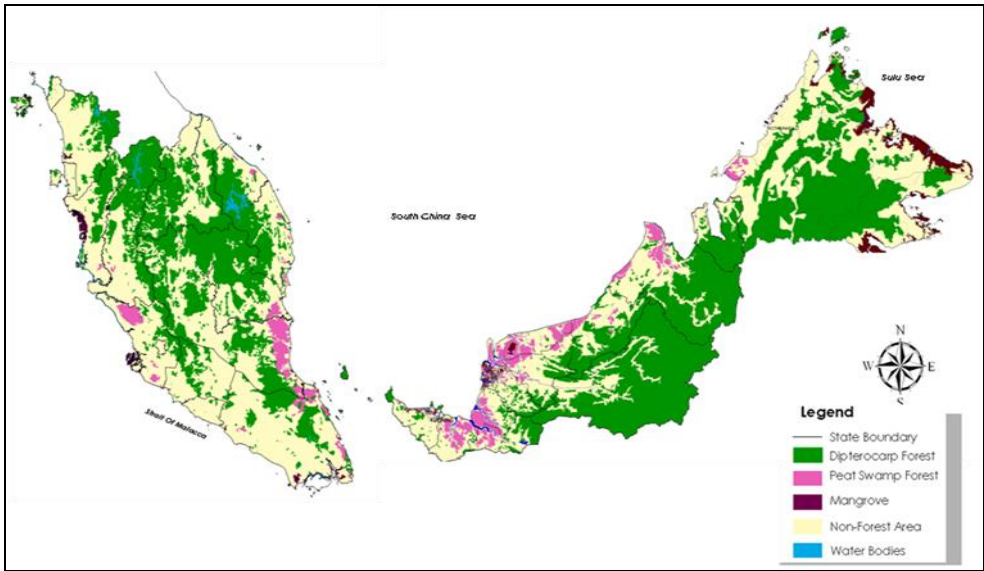 Sulu Sea
South China Sea
Strait Of Malacca
N
W
E
S
Legend
State Boundary
Dipterocarp Forest
Peat Swamp Forest
Mangrove
Non-Forest Area
Water Bodies